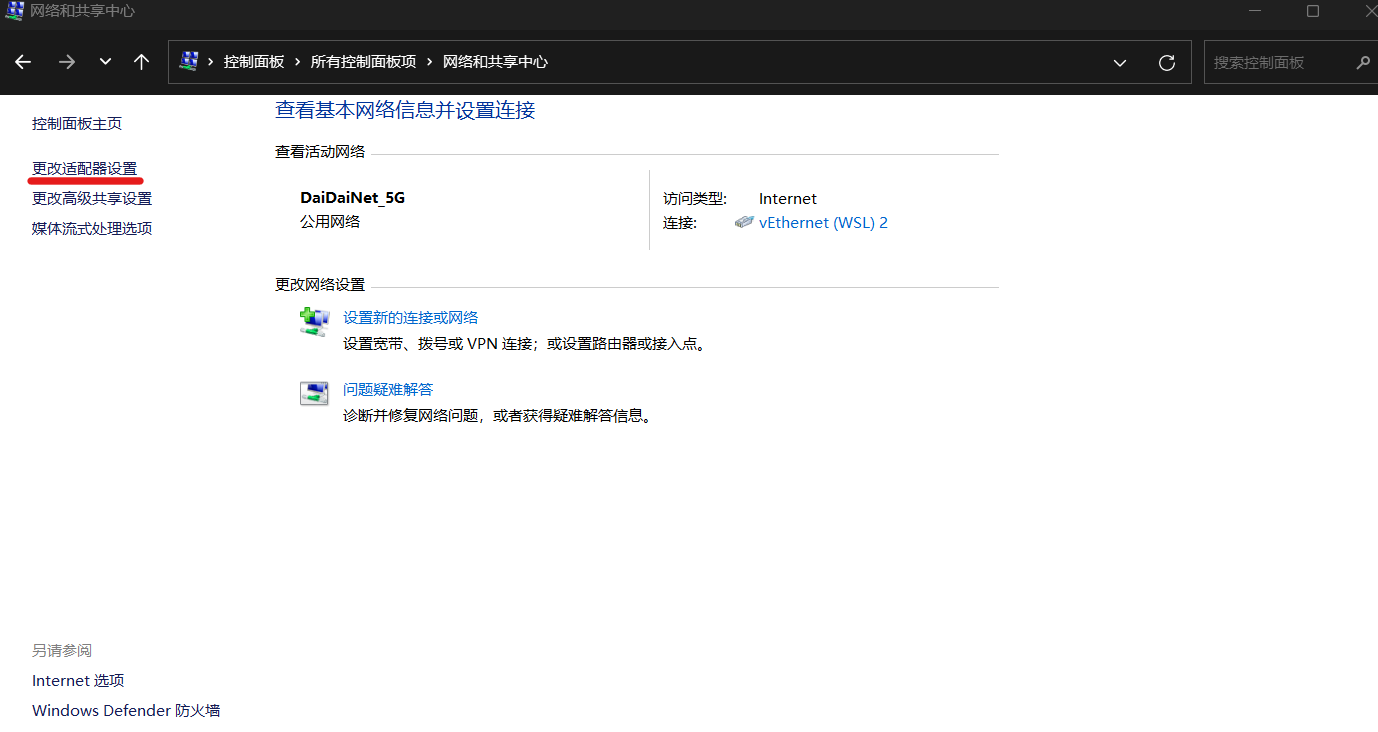 网络和共享中心
控制面板 › 所有控制面板项 › 网络和共享中心
搜索控制面板
控制面板主页
更改适配器设置
更改高级共享设置
媒体流式处理选项
查看基本网络信息并设置连接
查看活动网络
DaiDaiNet_5G
公用网络
访问类型: Internet
连接: vEthernet (WSL) 2
更改网络设置
设置新的连接或网络
设置宽带、拨号或 VPN 连接；或设置路由器或接入点。
问题疑难解答
诊断并修复网络问题，或者获得疑难解答信息。
另请参阅
Internet 选项
Windows Defender 防火墙